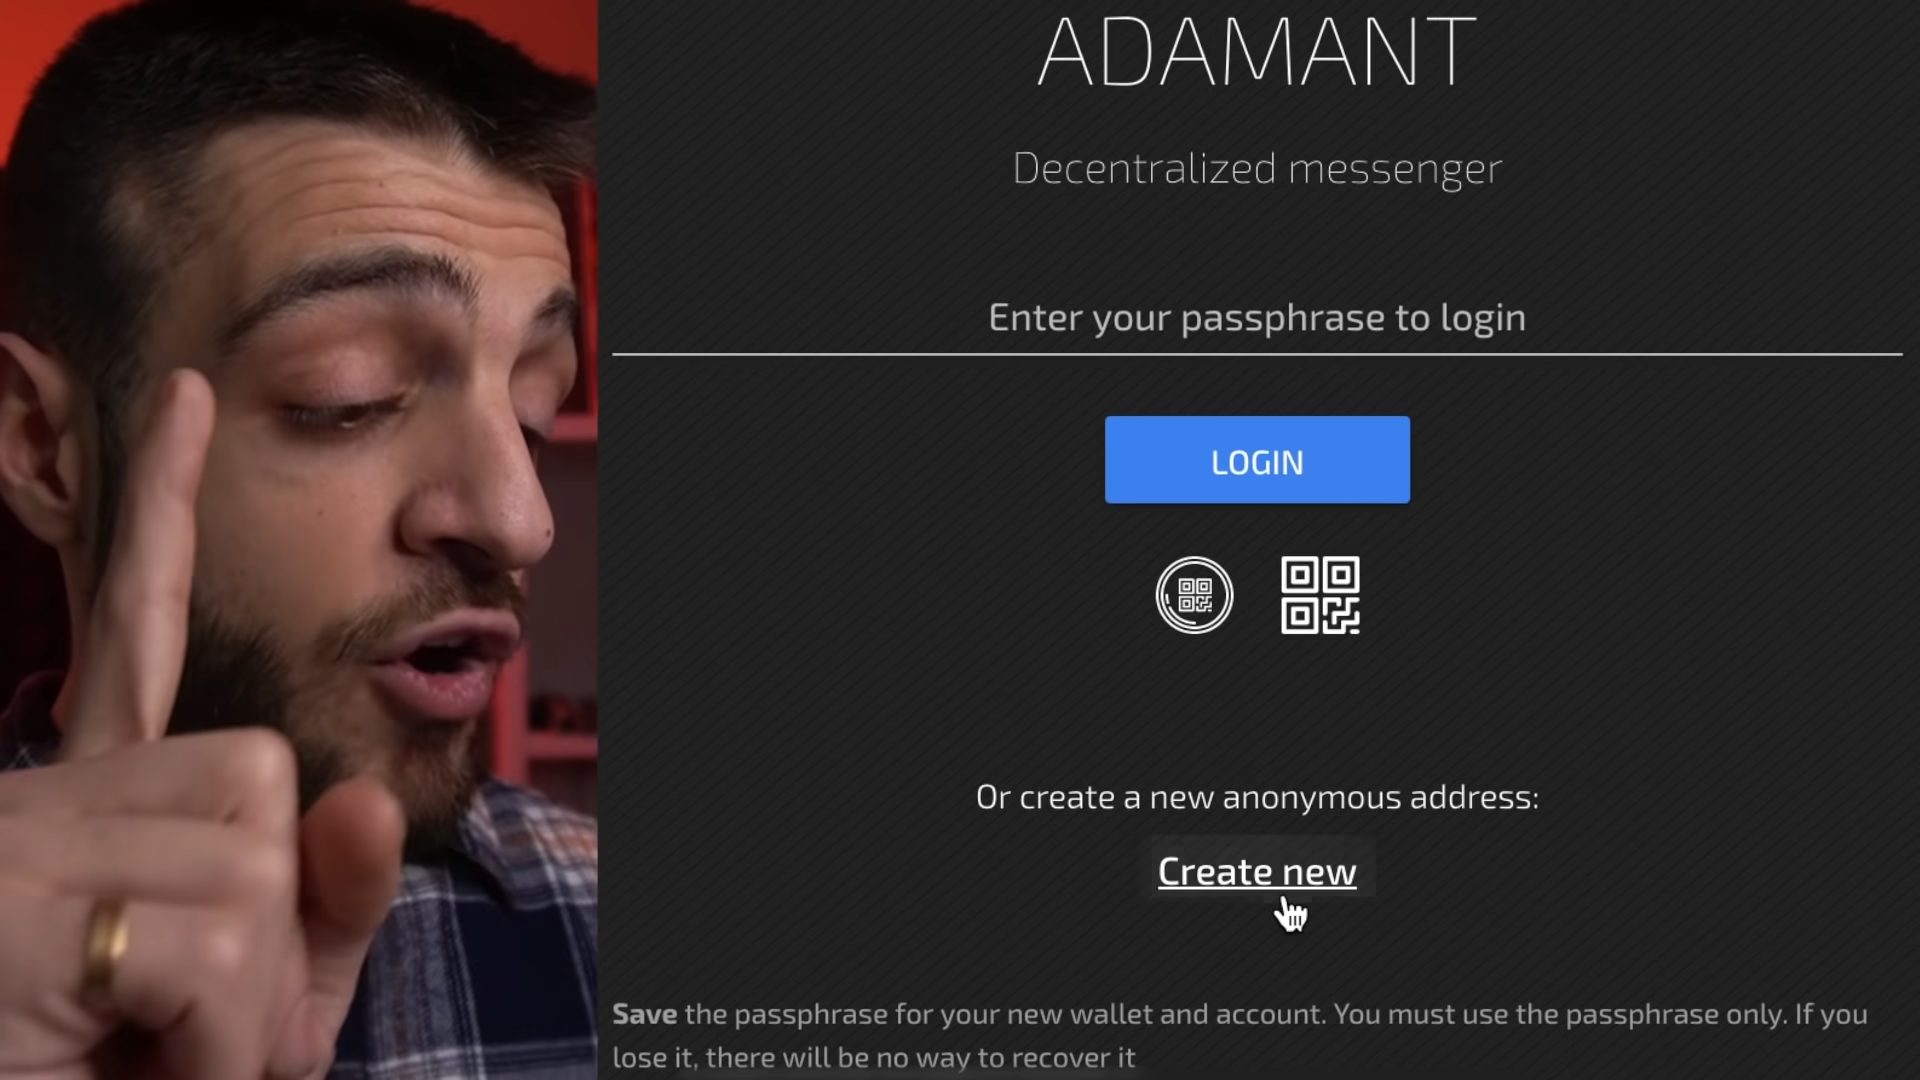 ADAMANT
Decentralized messenger
Enter your passphrase to login
LOGIN
Or create a new anonymous address:
Create new
Save the passphrase for your new wallet and account. You must use the passphrase only. If you
lose it, there will be no way to recover it